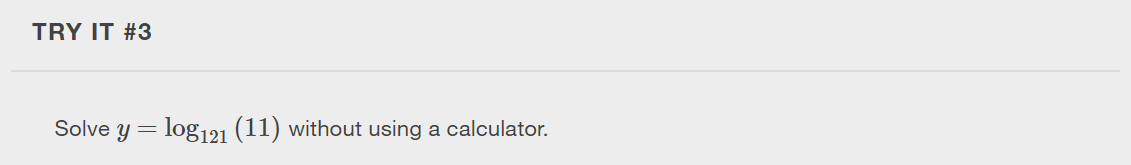 TRY IT #3
Solve y = log₁₂₁ (11) without using a calculator.